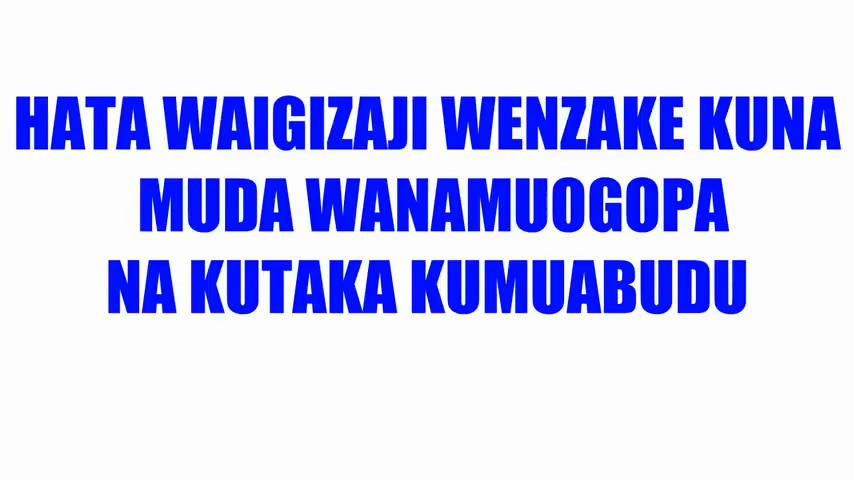 HATA WAIGIZAJI WENZAKE KUNA
MUDA WANAMUOGOPA
NA KUTAKA KUMUABUDU